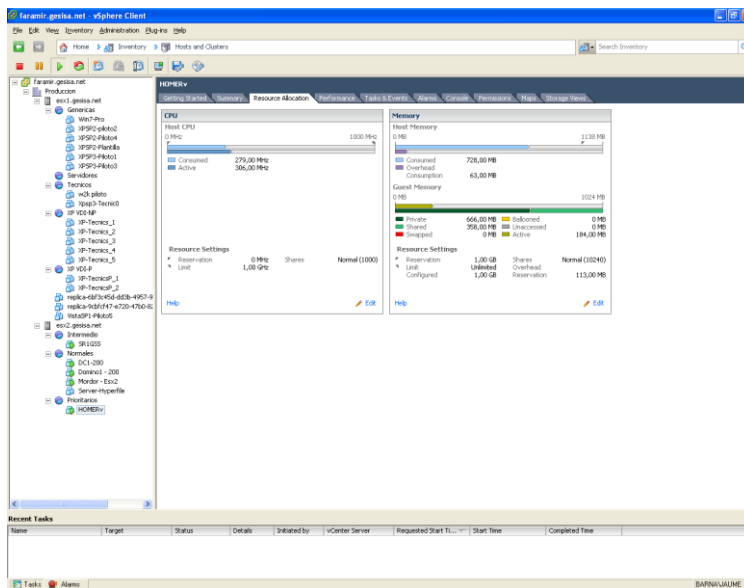 faramir.gesisa.net - vSphere Client
File Edit View Inventory Administration Plug-ins Help
Home Inventory Hosts and Clusters Search Inventory
faramir.gesisa.net
Produccion
esx1.gesisa.net
Genericas
Win7-Pro
XPSP2-piloto2
XPSP2-Piloto4
XPSP2-Plantilla
XPSP3-Piloto1
XPSP3-Piloto3
Servidores
Tecnicos
w2k piloto
Xpsp3-Tecnic0
XP VDI-NP
XP-Tecnics_1
XP-Tecnics_2
XP-Tecnics_3
XP-Tecnics_4
XP-Tecnics_5
XP VDI-P
XP-TecnicsP_1
XP-TecnicsP_2
replica-6bf3c45d-dd3b-4957-9
VistaSP1-Piloto5
esx2.gesisa.net
Intermedio
SR1GSS
Normales
DC1-200
Domino1 - 200
Mordor - Esx2
Server-Hyperfile
Prioritarios
HOMERv
HOMERv
Getting Started Summary Resource Allocation Performance Tasks & Events Alarms Console Permissions Maps Storage Views
CPU
Host CPU
0 MHz 1000 MHz
Consumed 279,00 MHz
Active 306,00 MHz
Resource Settings
Reservation 0 MHz Shares Normal (1000)
Limit 1,00 GHz
Help Edit
Memory
Host Memory
0 MB 1138 MB
Consumed 728,00 MB
Overhead
Consumption 63,00 MB
Guest Memory
0 MB 1024 MB
Private 666,00 MB Ballooned 0 MB
Shared 358,00 MB Unaccessed 0 MB
Swapped 0 MB Active 184,00 MB
Resource Settings
Reservation 1,00 GB Shares Normal (10240)
Limit Unlimited Overhead
Configured 1,00 GB Reservation 113,00 MB
Help Edit
Recent Tasks
Name Target Status Details Initiated by vCenter Server Requested Start Ti... Start Time Completed Time
Tasks Alarms BARNA\JAUME